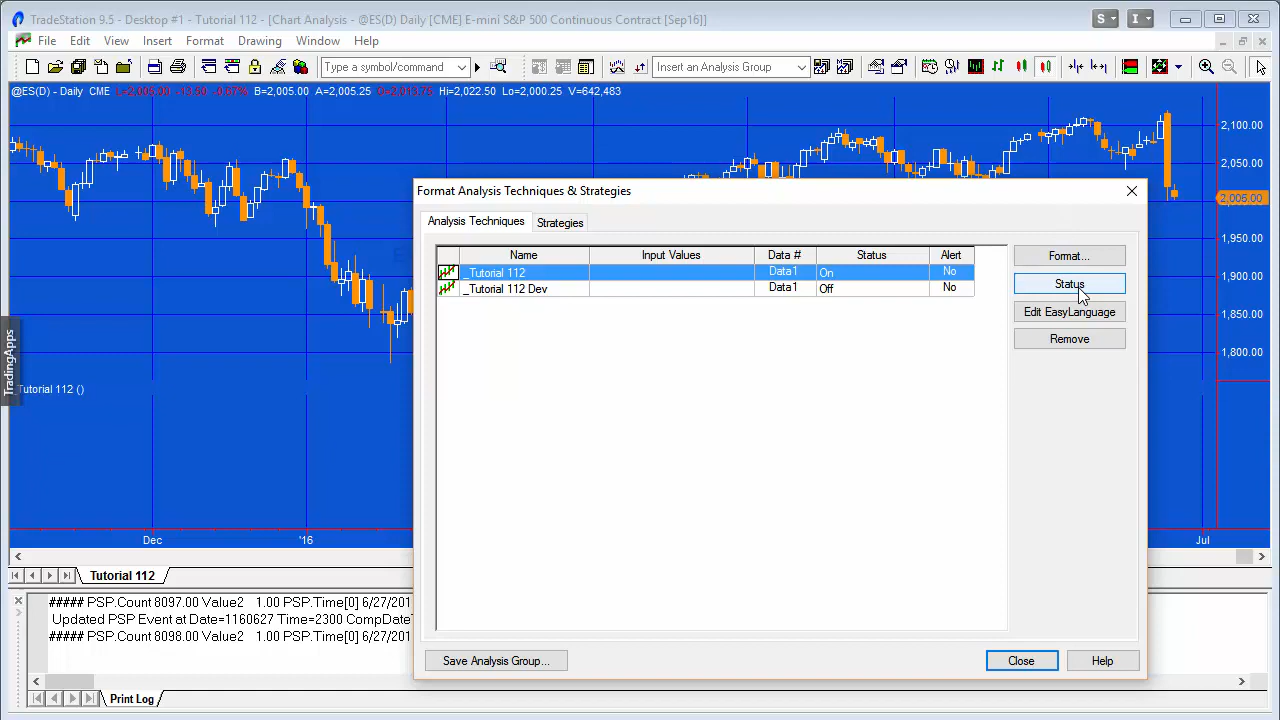 TradeStation 9.5 - Desktop #1 - Tutorial 112 - [Chart Analysis - @ES(D) Daily [CME] E-mini S&P 500 Continuous Contract [Sep16]]
S
I
File Edit View Insert Format Drawing Window Help
Type a symbol/command
Insert an Analysis Group
@ES(D) - Daily CME L=2,005.00 -13.50 -0.67% B=2,005.00 A=2,005.25 O=2,013.75 Hi=2,022.50 Lo=2,000.25 V=642,483
2,100.00
2,050.00
2,005.00
1,950.00
1,900.00
1,850.00
1,800.00
Format Analysis Techniques & Strategies
Analysis Techniques Strategies
Name Input Values Data # Status Alert
_Tutorial 112 Data1 On No
_Tutorial 112 Dev Data1 Off No
Format...
Status
Edit EasyLanguage
Remove
TradingApps
_Tutorial 112 ()
Dec '16 Jul
Tutorial 112
##### PSP.Count 8097.00 Value2 1.00 PSP.Time[0] 6/27/201
Updated PSP Event at Date=1160627 Time=2300 CompDateT
##### PSP.Count 8098.00 Value2 1.00 PSP.Time[0] 6/27/201
Save Analysis Group... Close Help
Print Log